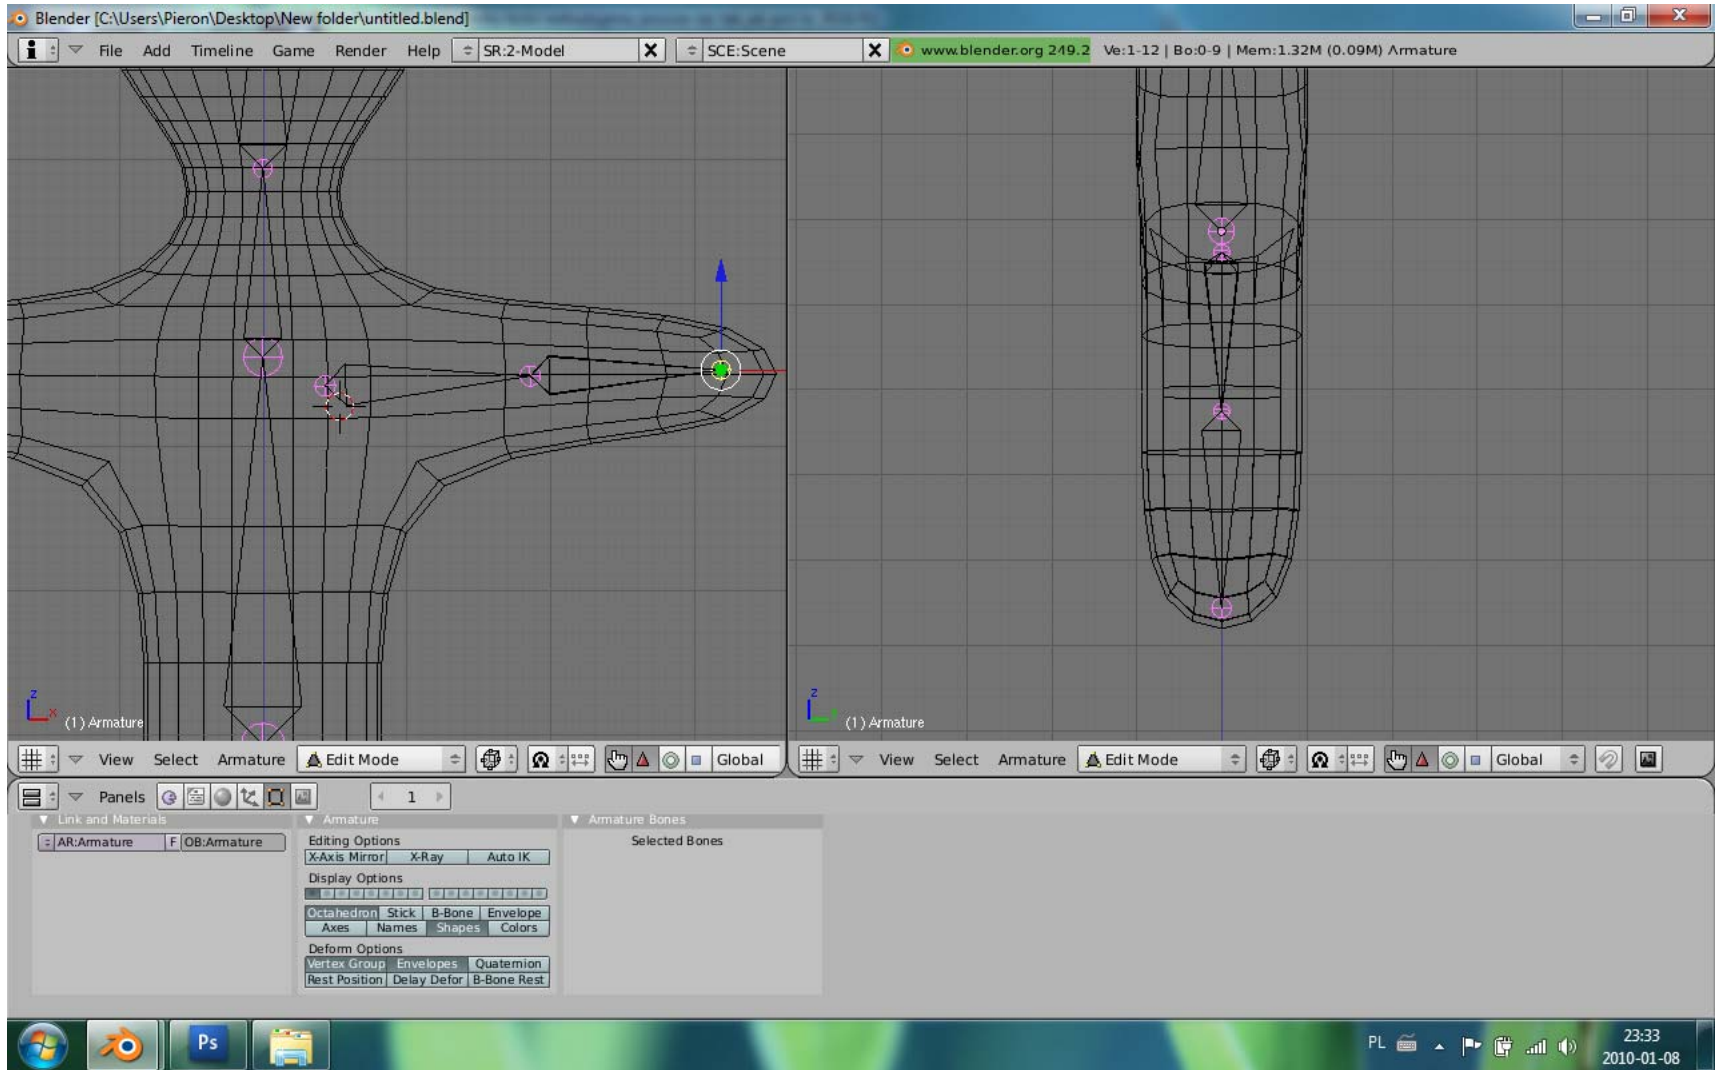 Blender [C:\Users\Pieron\Desktop\New folder\untitled.blend]
File Add Timeline Game Render Help SR:2-Model SCE:Scene www.blender.org 249.2 Ve:1-12 | Bo:0-9 | Mem:1.32M (0.09M) Armature
z
x
(1) Armature
z
(1) Armature
View Select Armature Edit Mode Global
View Select Armature Edit Mode Global
Panels 1
Link and Materials
AR:Armature F OB:Armature
Armature
Editing Options
X-Axis Mirror X-Ray Auto IK
Display Options
Octahedron Stick B-Bone Envelope
Axes Names Shapes Colors
Deform Options
Vertex Group Envelopes Quaternion
Rest Position Delay Defor B-Bone Rest
Armature Bones
Selected Bones
Ps
PL
23:33
2010-01-08